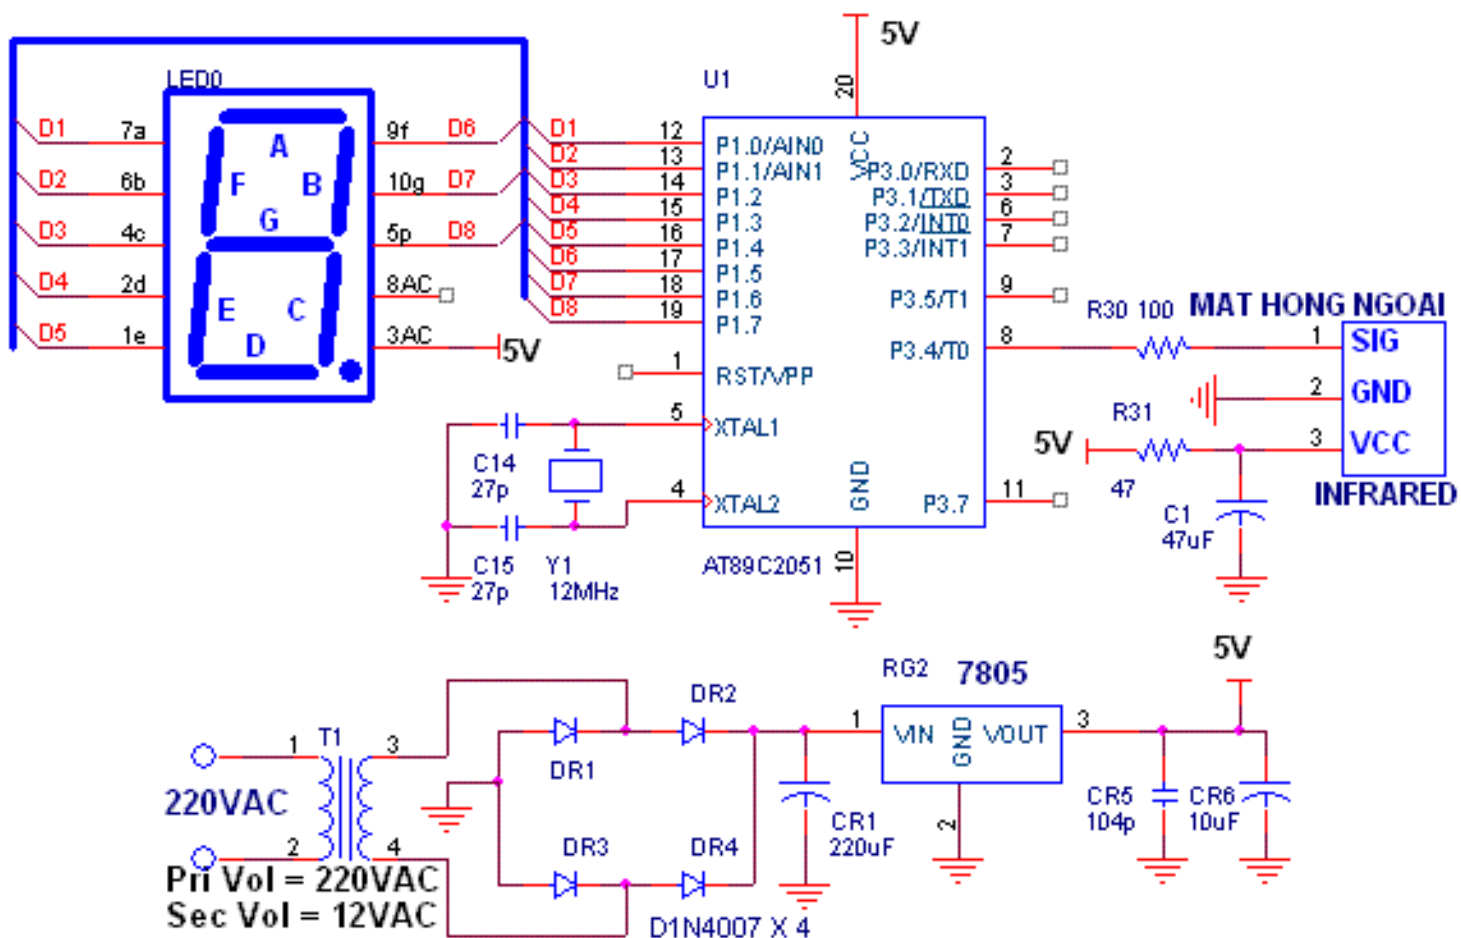 5V
LED0
U1
20
D1 7a 9f D6 D1 12 P1.0/AIN0 VCC
A
D2 13 P1.1/AIN1 P3.0/RXD 2
D2 6b F B 10g D7 D3 14 P1.2 P3.1/TXD 3
D4 15 P1.3 P3.2/INT0 6
G
D3 4c 5p D8 D5 16 P1.4 P3.3/INT1 7
D6 17 P1.5
D4 2d 8AC D7 18 P1.6 P3.5/T1 9
E C
D8 19 P1.7
R30 100 MAT HONG NGOAI
D5 1e D 3AC 5V P3.4/T0 8 1 SIG
1 RST/VPP
2 GND
R31
5 XTAL1
5V 3 VCC
C14
27p
47
4 XTAL2 GND P3.7 11
INFRARED
C1
47uF
C15 Y1
27p 12MHz
AT89C2051 10
5V
RG2 7805
DR2
T1
1 3
1 VIN GND VOUT 3
DR1
220VAC
CR5 CR6
104p 10uF
CR1
220uF
2
DR3 DR4
2 4
Pri Vol = 220VAC
Sec Vol = 12VAC
D1N4007 X 4